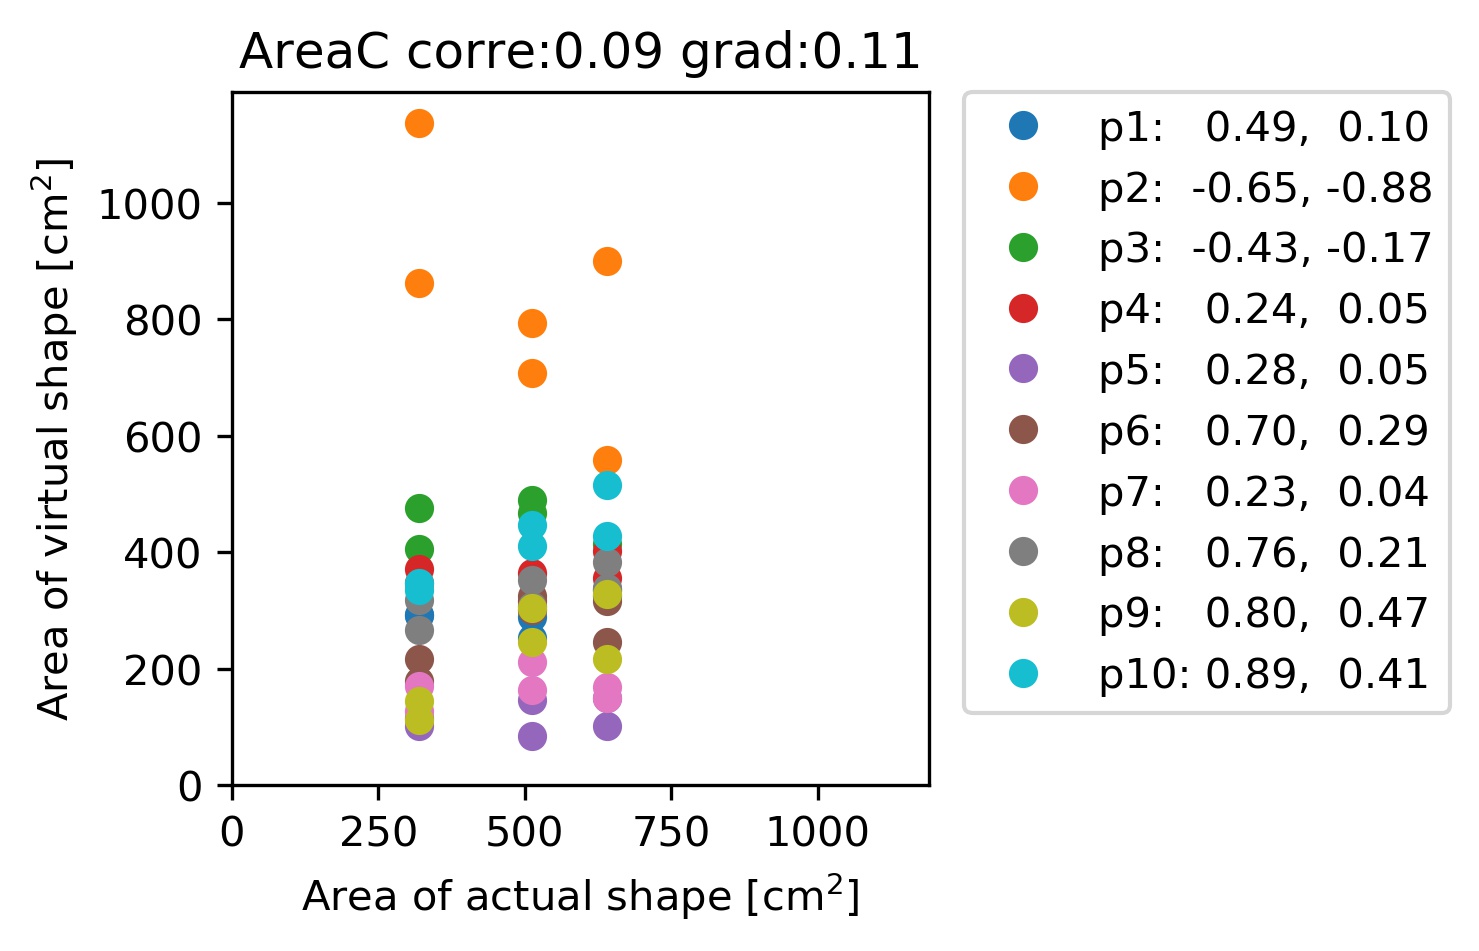 AreaC corre:0.09 grad:0.11
Area of virtual shape [cm²]
1000
800
600
400
200
0
0 250 500 750 1000
Area of actual shape [cm²]
p1: 0.49, 0.10
p2: -0.65, -0.88
p3: -0.43, -0.17
p4: 0.24, 0.05
p5: 0.28, 0.05
p6: 0.70, 0.29
p7: 0.23, 0.04
p8: 0.76, 0.21
p9: 0.80, 0.47
p10: 0.89, 0.41